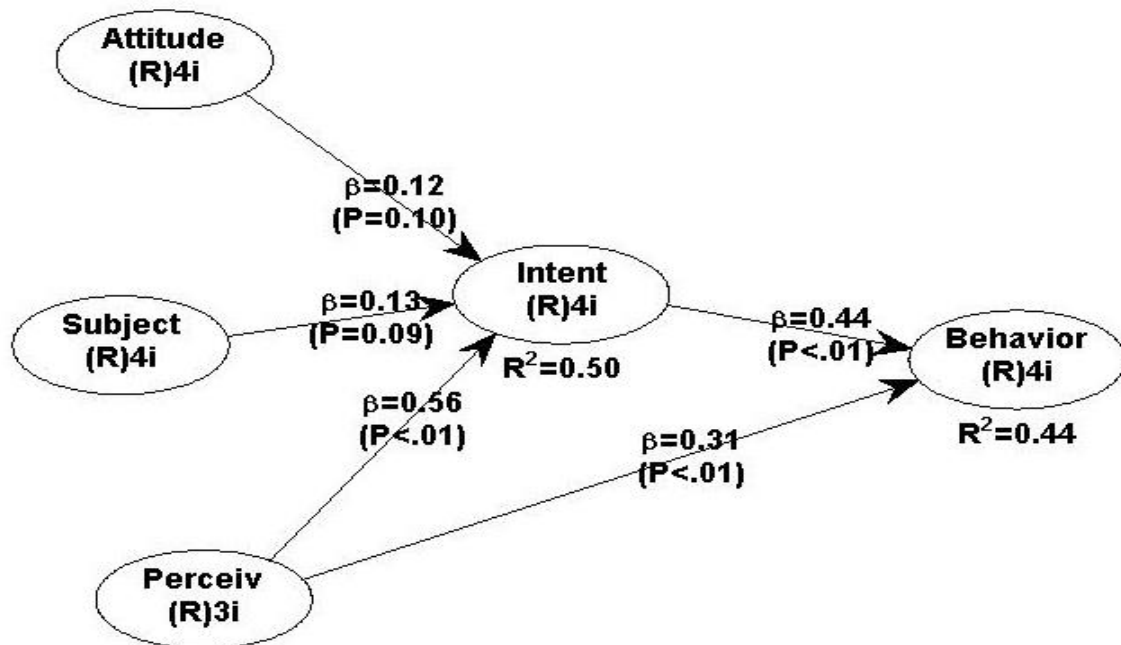 Attitude
(R)4i
β=0.12
(P=0.10)
Intent
(R)4i
R²=0.50
Subject
(R)4i
β=0.13
(P=0.09)
β=0.44
(P<.01)
Behavior
(R)4i
R²=0.44
β=0.56
(P<.01)
β=0.31
(P<.01)
Perceiv
(R)3i